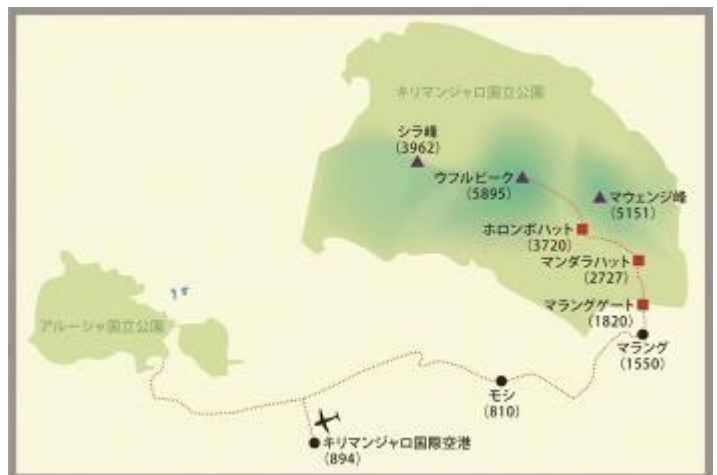 キリマンジャロ国立公園
シラ峰
(3962)
ウフルピーク
(5895)
マウェンジ峰
(5151)
ホロンボハット
(3720)
マンダラハット
(2727)
マラングゲート
(1820)
マラング
(1550)
アルーシャ国立公園
モシ
(810)
キリマンジャロ国際空港
(894)